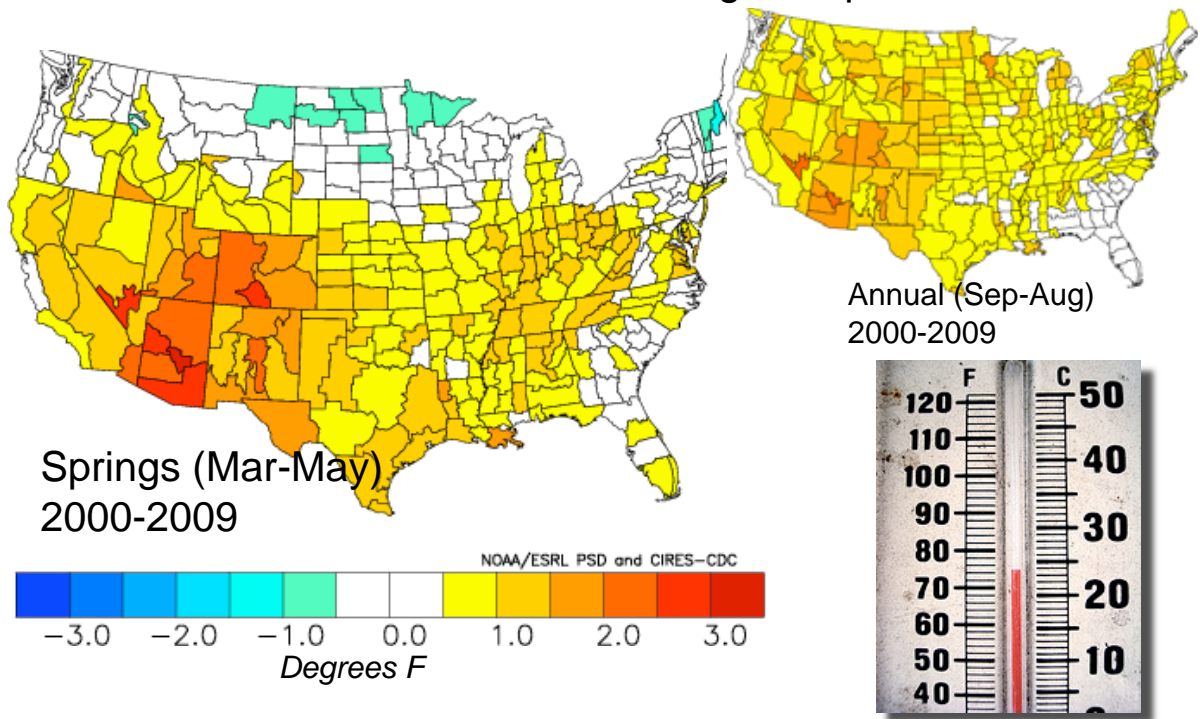 Springs (Mar-May)
2000-2009
NOAA/ESRL PSD and CIRES-CDC
-3.0 -2.0 -1.0 0.0 1.0 2.0 3.0
Degrees F
Annual (Sep-Aug)
2000-2009
F C
120 50
110
100 40
90
80 30
70
60 20
50 10
40